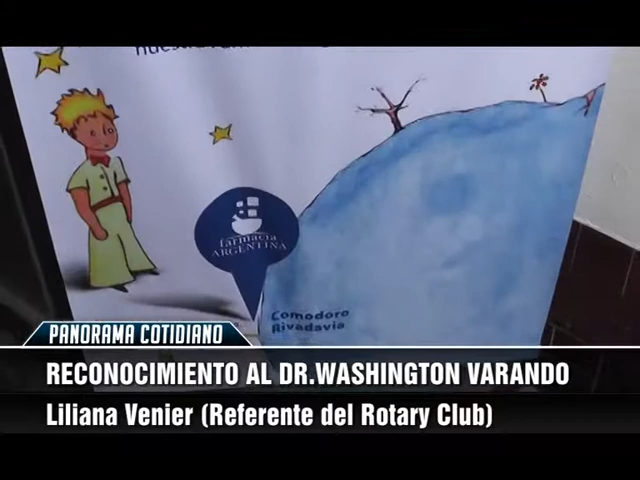 farmacia
ARGENTINA
Comodoro
Rivadavia
PANORAMA COTIDIANO
RECONOCIMIENTO AL DR.WASHINGTON VARANDO
Liliana Venier (Referente del Rotary Club)